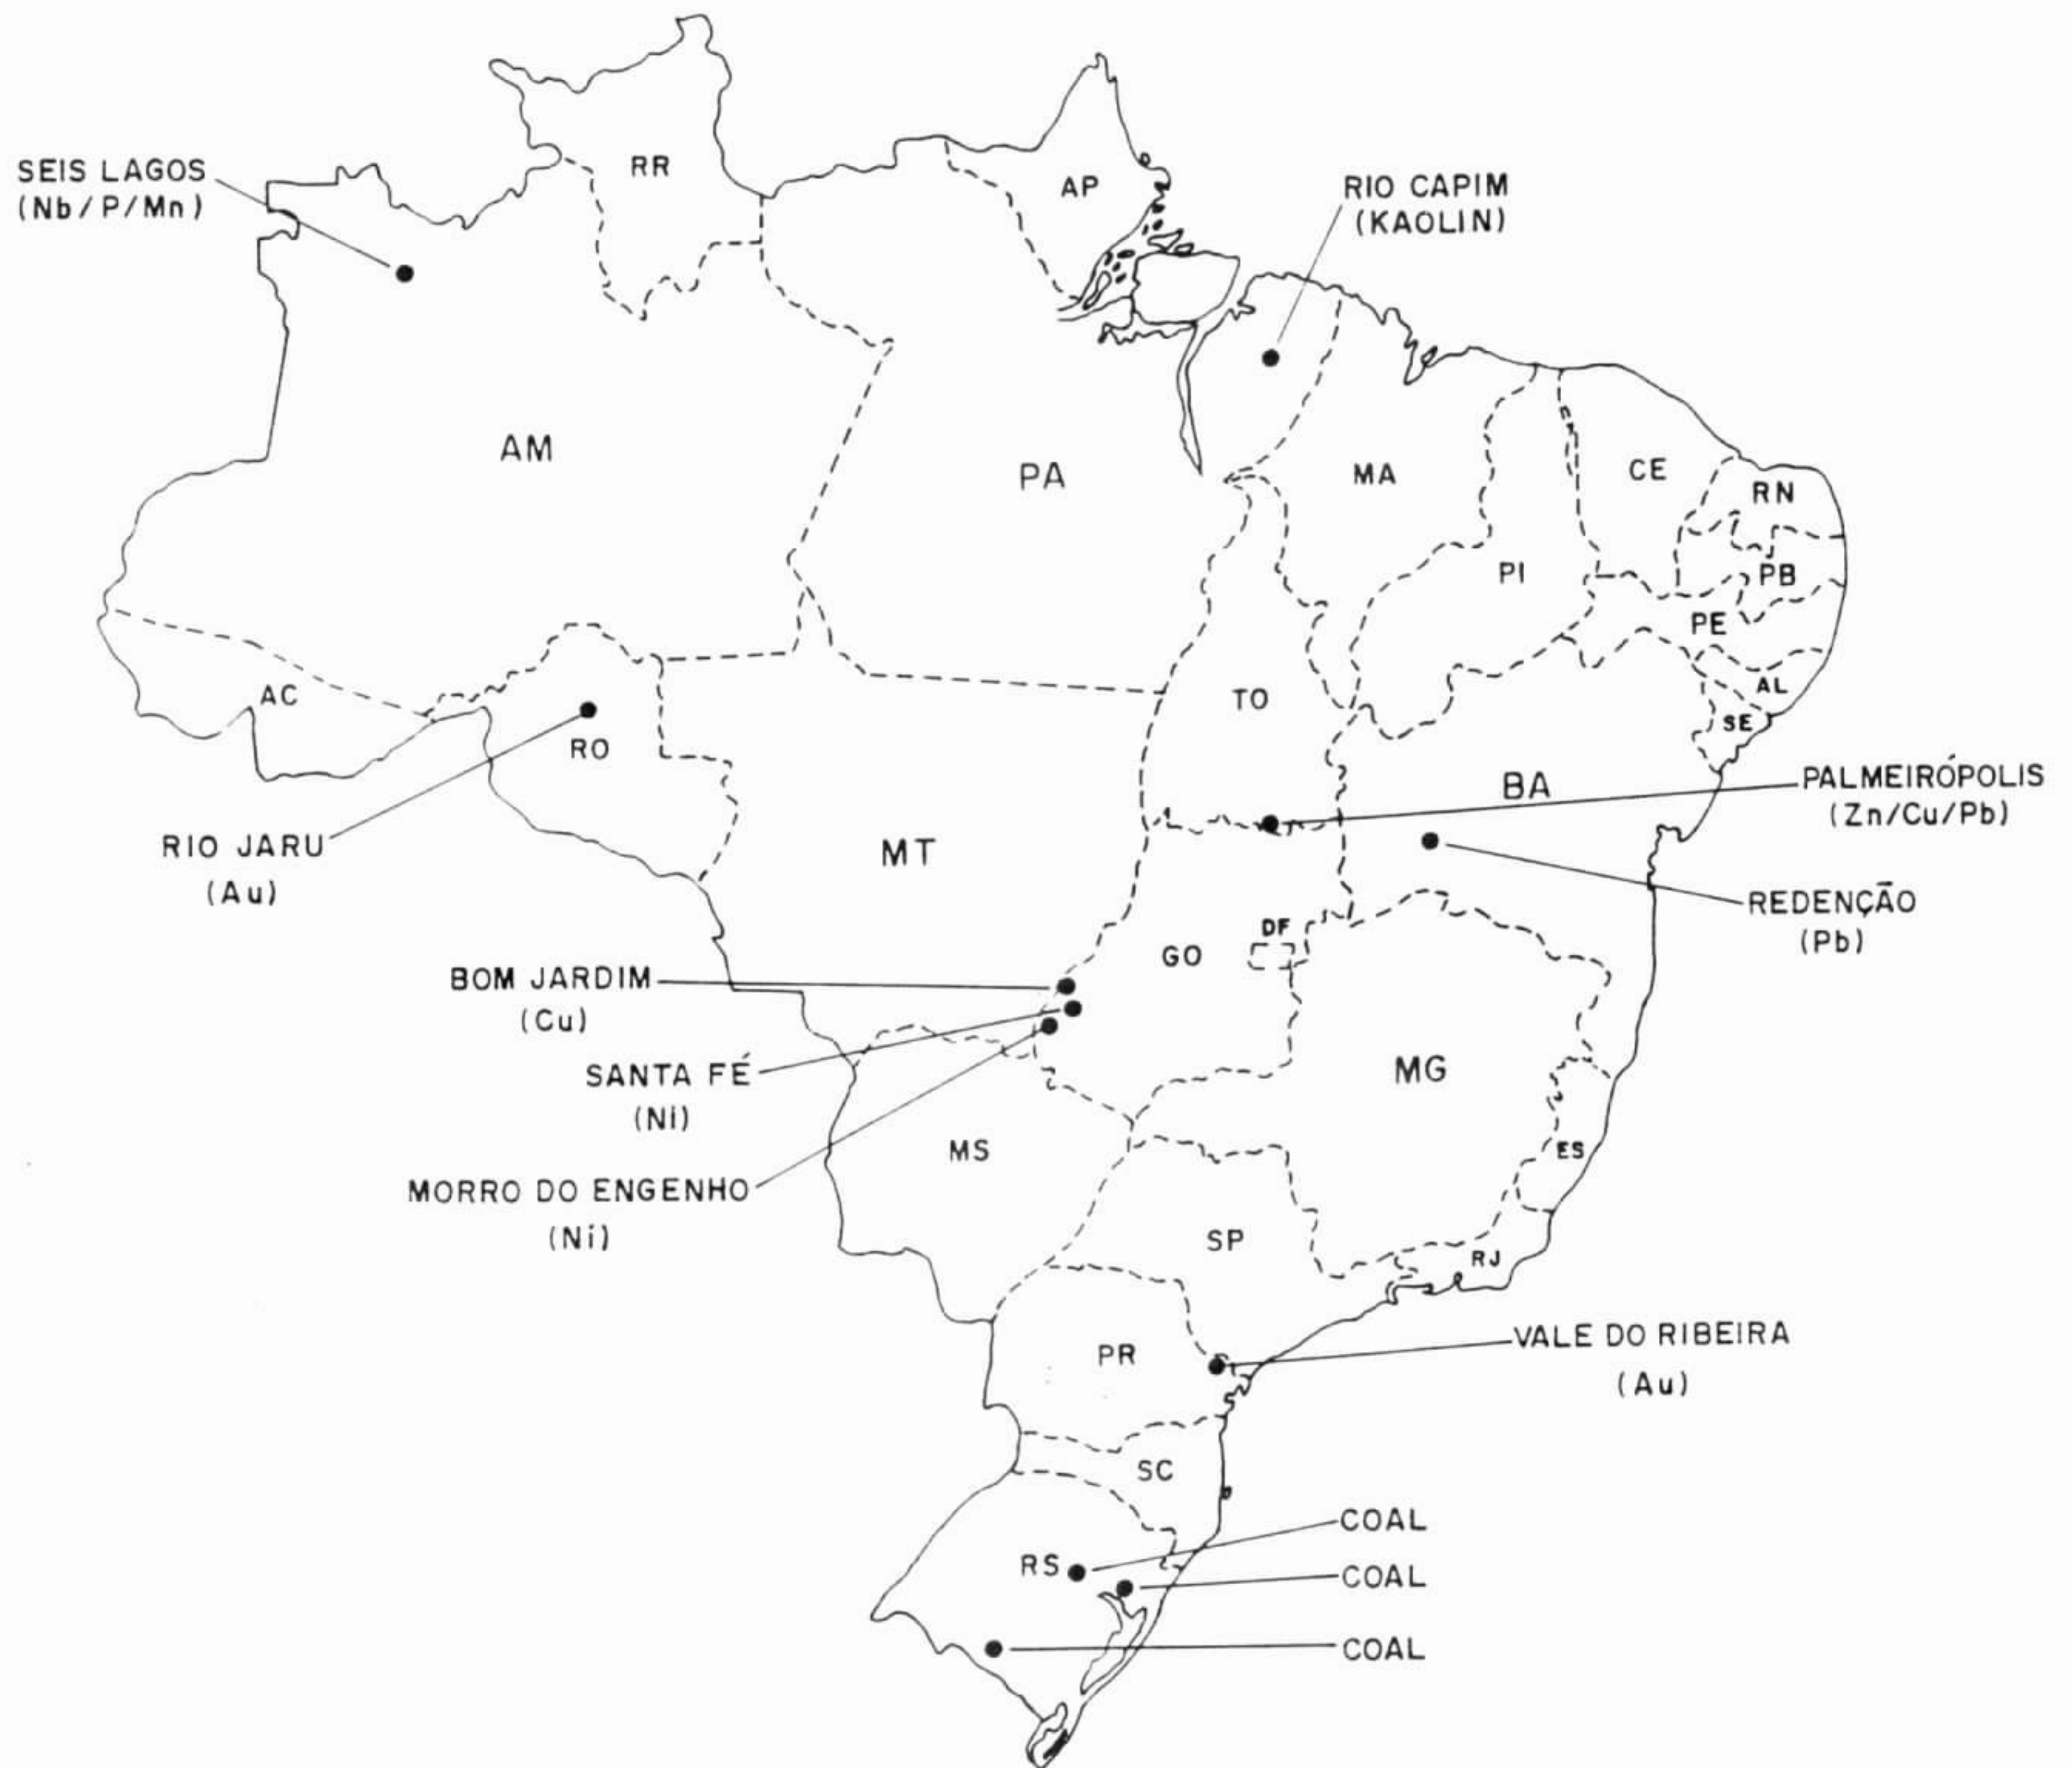 SEIS LAGOS
(Nb/P/Mn)
RR
AP
RIO CAPIM
(KAOLIN)
AM
PA
MA
CE
RN
PI
PB
PE
AC
TO
AL
SE
RO
BA
PALMEIRÓPOLIS
(Zn/Cu/Pb)
RIO JARU
(Au)
MT
REDENÇÃO
(Pb)
DF
GO
BOM JARDIM
(Cu)
SANTA FÉ
(Ni)
MG
MS
ES
MORRO DO ENGENHO
(Ni)
SP
RJ
PR
VALE DO RIBEIRA
(Au)
SC
COAL
RS
COAL
COAL